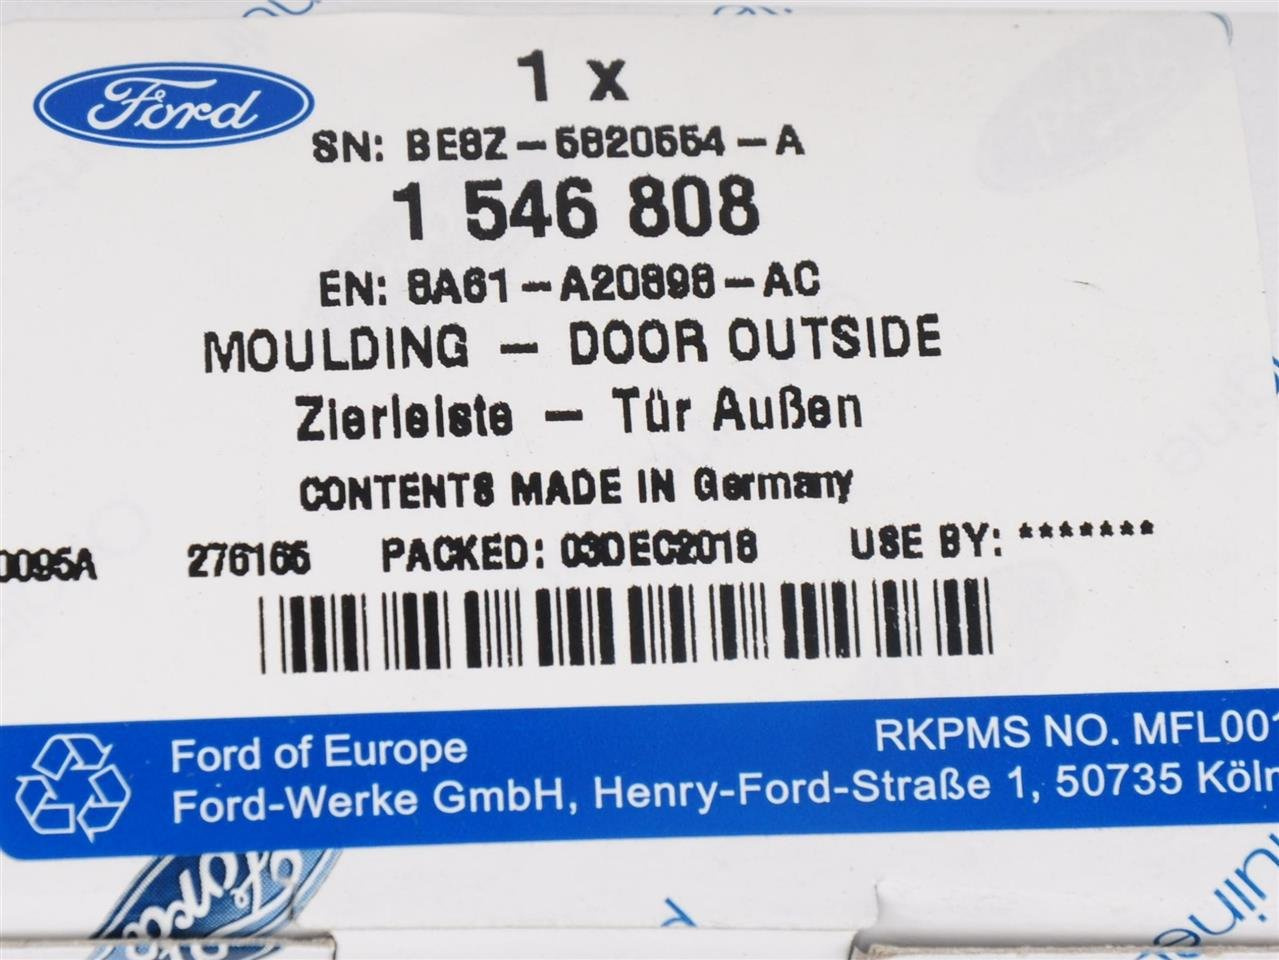 Ford
1 x
SN: BE8Z-5820554-A
1 546 808
EN: 8A61-A20898-AC
MOULDING - DOOR OUTSIDE
Zierleiste - Tür Außen
CONTENTS MADE IN Germany
0095A 276166 PACKED: 03DEC2018 USE BY: *******
Ford of Europe RKPMS NO. MFL001
Ford-Werke GmbH, Henry-Ford-Straße 1, 50735 Köln
Ford